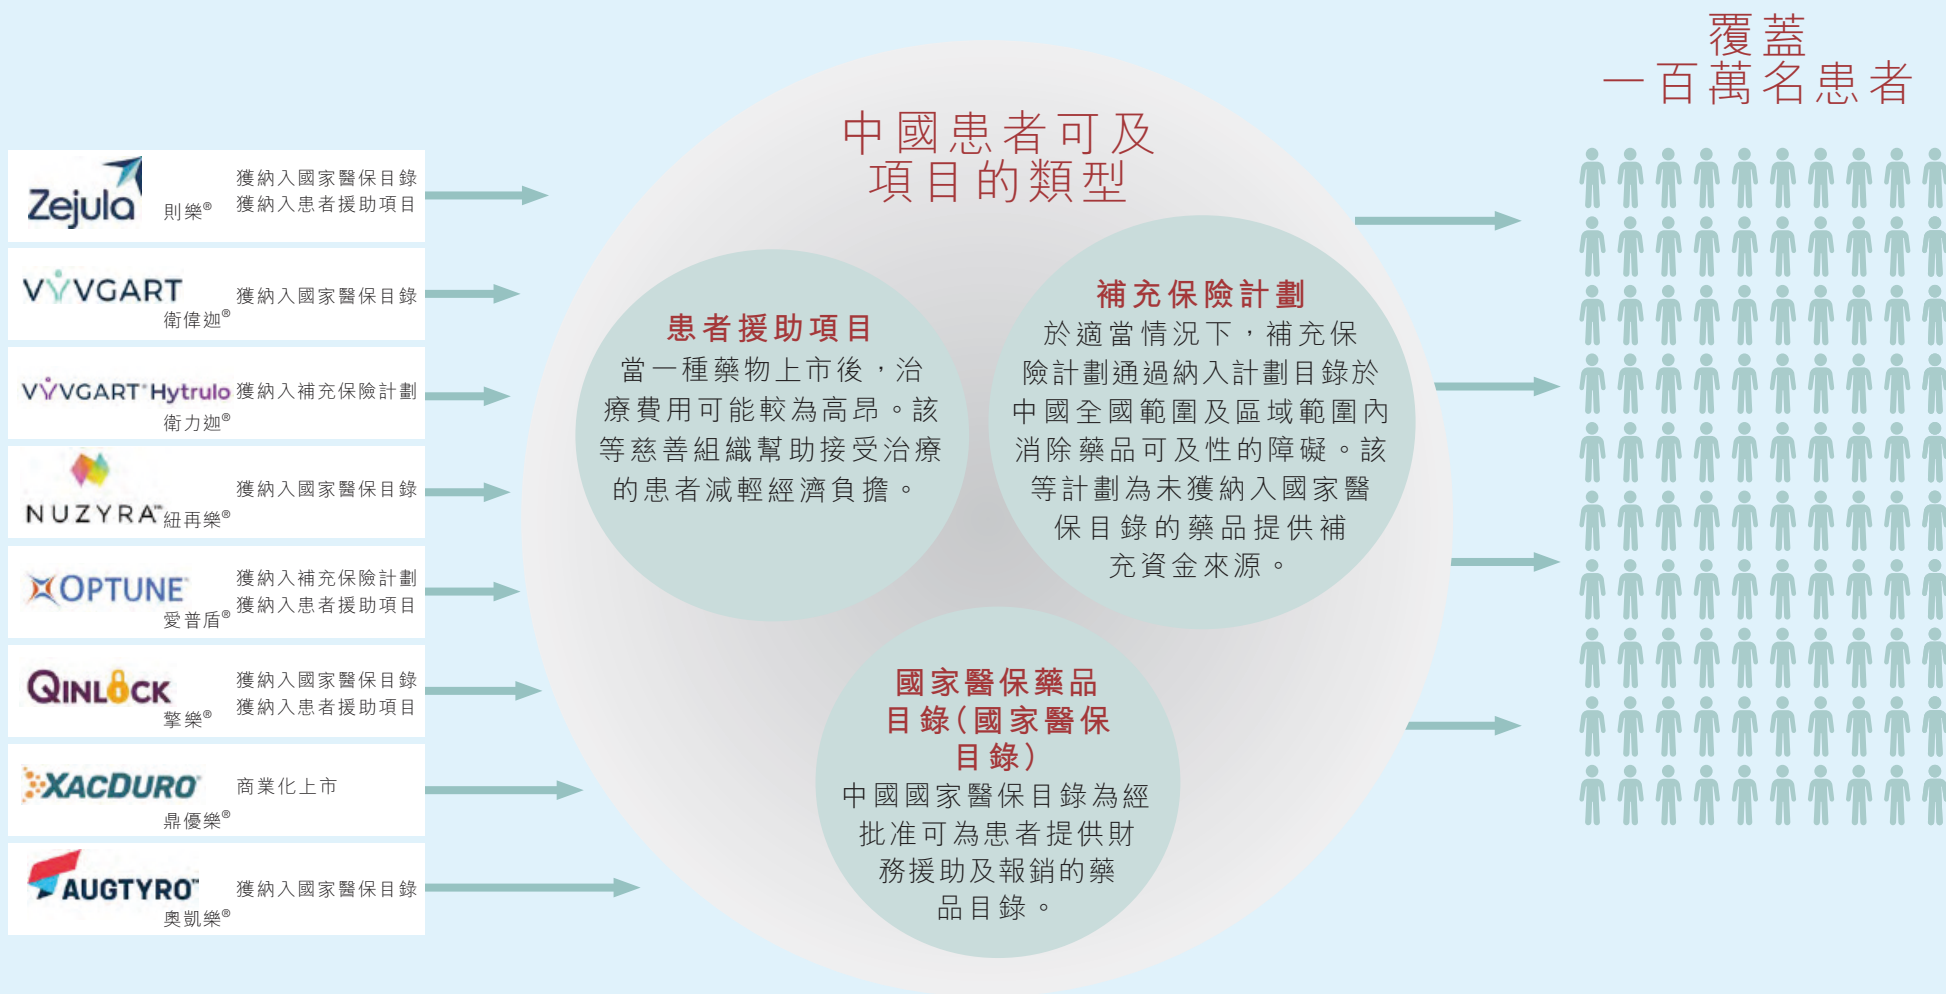 覆蓋
一百萬名患者
中國患者可及
項目的類型
Zejula
則樂®
獲納入國家醫保目錄
獲納入患者援助項目
VYVGART
衛偉迦®
獲納入國家醫保目錄
VYVGART Hytrulo
衛力迦®
獲納入補充保險計劃
NUZYRA™
紐再樂®
獲納入國家醫保目錄
OPTUNE
愛普盾®
獲納入補充保險計劃
獲納入患者援助項目
QINLOCK
擎樂®
獲納入國家醫保目錄
獲納入患者援助項目
XACDURO
鼎優樂®
商業化上市
AUGTYRO™
奧凱樂®
獲納入國家醫保目錄
患者援助項目
當一種藥物上市後，治
療費用可能較為高昂。該
等慈善組織幫助接受治療
的患者減輕經濟負擔。
補充保險計劃
於適當情況下，補充保
險計劃通過納入計劃目錄於
中國全國範圍及區域範圍內
消除藥品可及性的障礙。該
等計劃為未獲納入國家醫
保目錄的藥品提供補
充資金來源。
國家醫保藥品
目錄(國家醫保
目錄)
中國國家醫保目錄為經
批准可為患者提供財
務援助及報銷的藥
品目錄。